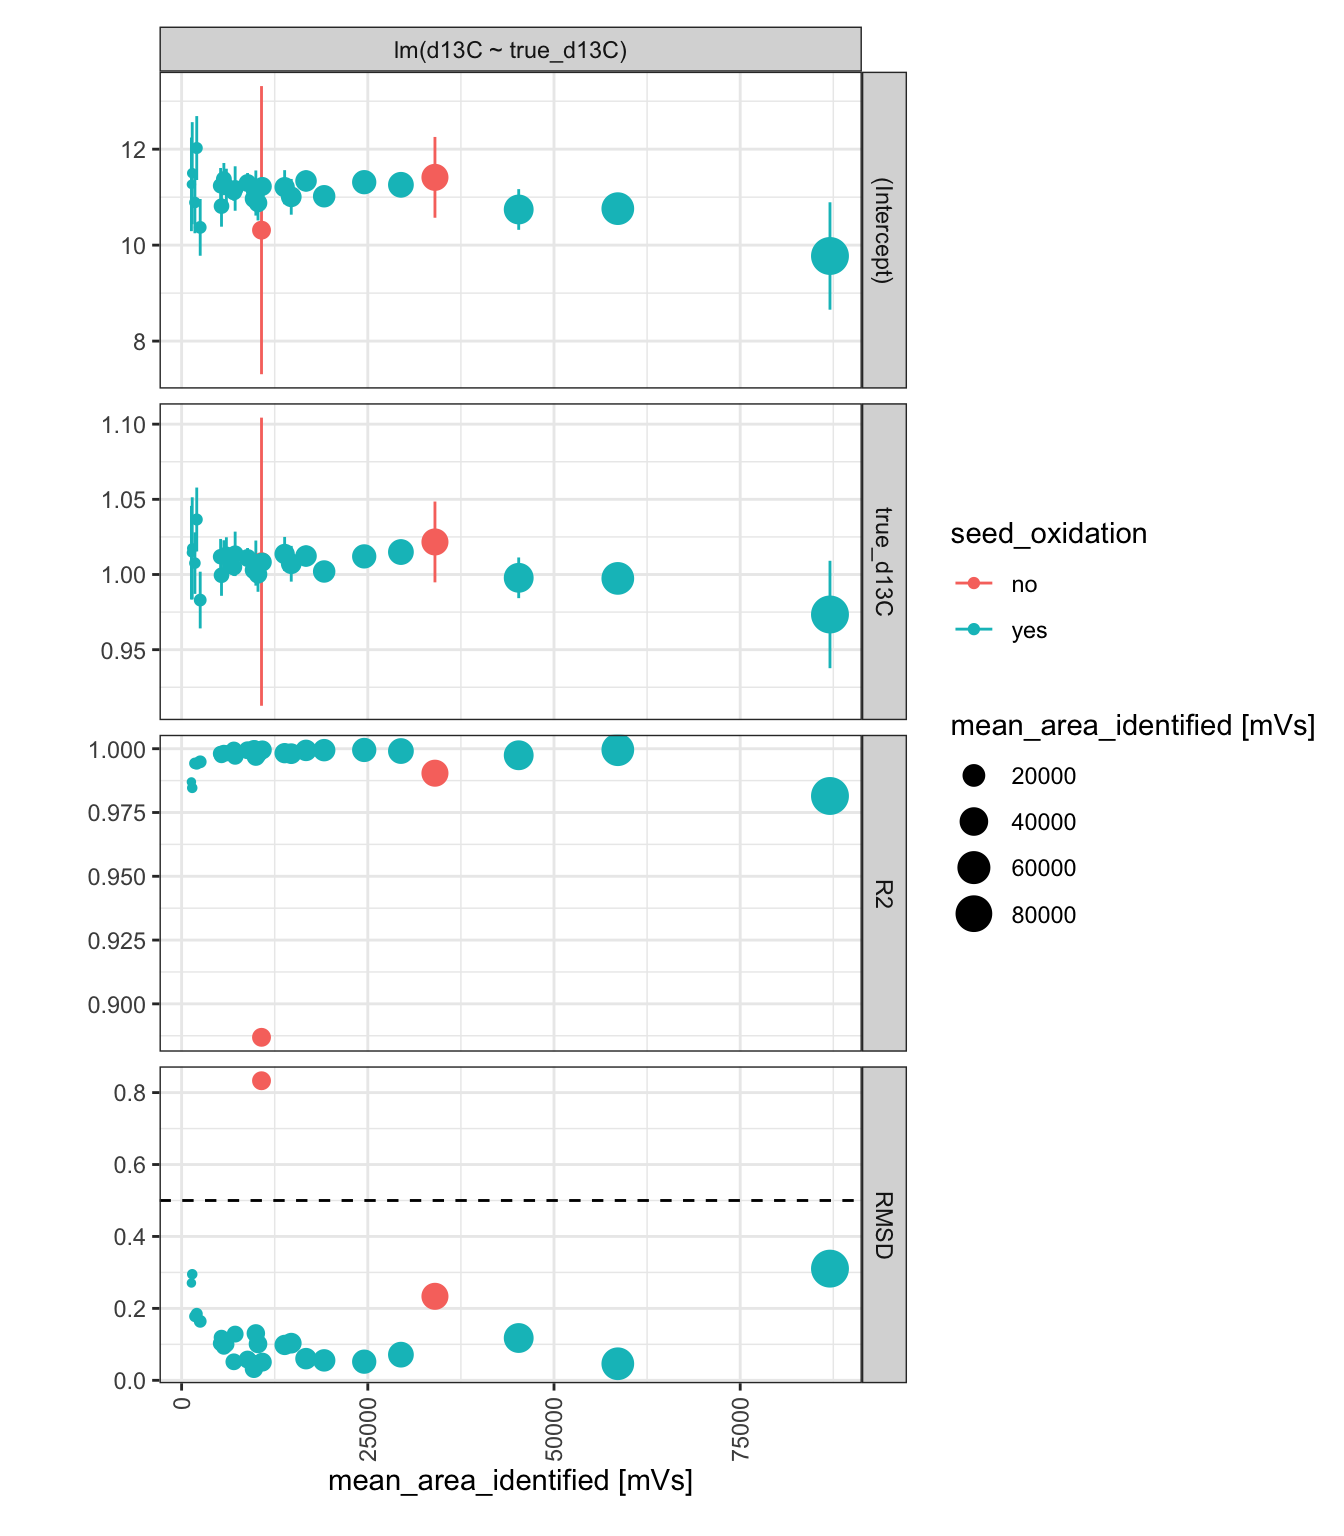 lm(d13C ~ true_d13C)
12
10
8
(Intercept)
1.10
1.05
1.00
0.95
true_d13C
1.000
0.975
0.950
0.925
0.900
R2
0.8
0.6
0.4
0.2
0.0
RMSD
0
25000
50000
75000
mean_area_identified [mVs]
seed_oxidation
no
yes
mean_area_identified [mVs]
20000
40000
60000
80000